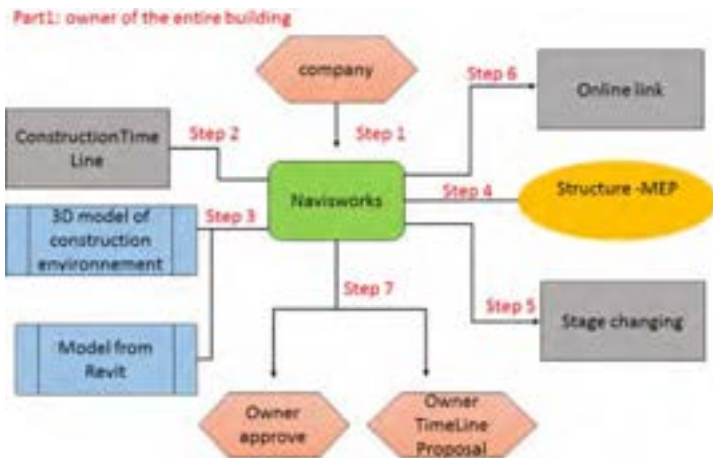 Part1: owner of the entire building
company
Step 6
Online link
ConstructionTime
Line
Step 2
Step 1
Navisworks
Step 4
Structure -MEP
3D model of
construction
environnement
Step 3
Step 7
Step 5
Stage changing
Model from
Revit
Owner
approve
Owner
TimeLine
Proposal